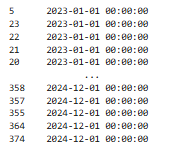 5 2023-01-01 00:00:00
23 2023-01-01 00:00:00
22 2023-01-01 00:00:00
21 2023-01-01 00:00:00
20 2023-01-01 00:00:00
...
358 2024-12-01 00:00:00
357 2024-12-01 00:00:00
355 2024-12-01 00:00:00
364 2024-12-01 00:00:00
374 2024-12-01 00:00:00